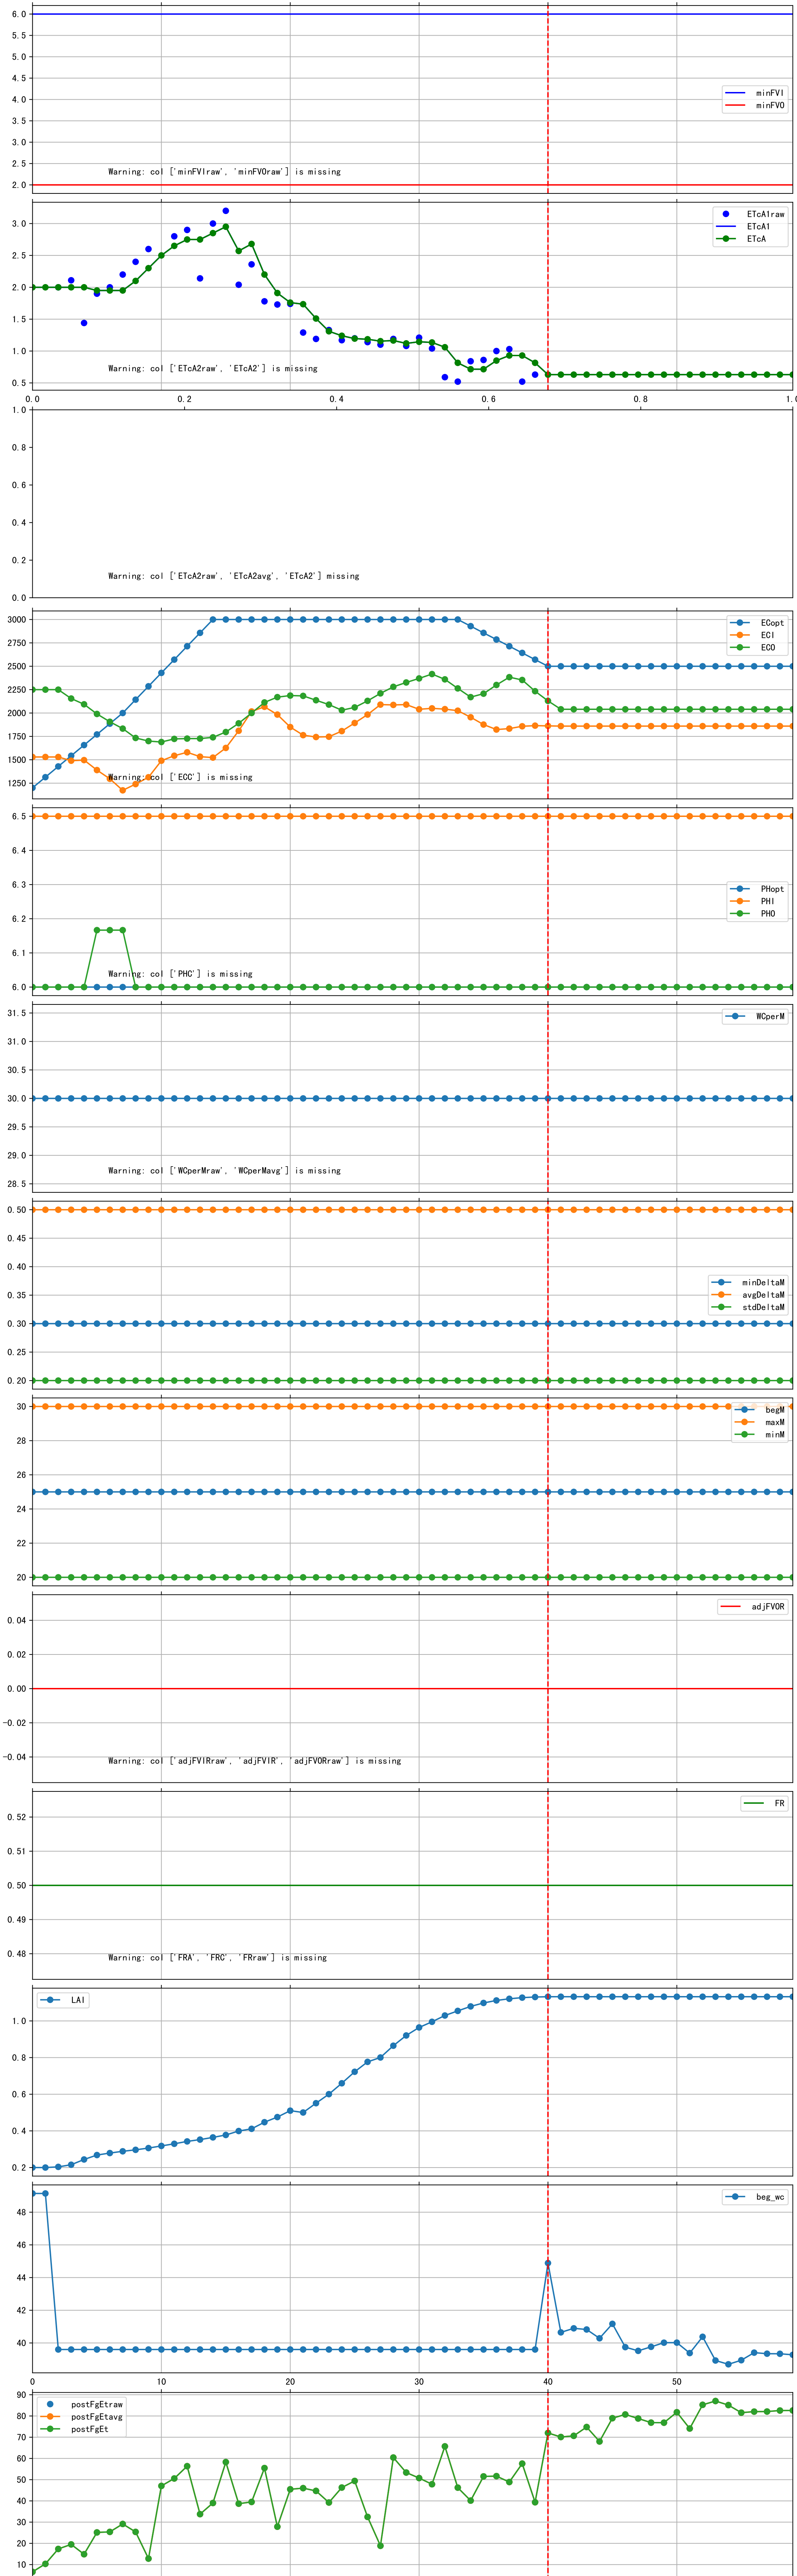 6.0
5.5
5.0
4.5
4.0
3.5
3.0
2.5
2.0
minFVI
minFVO
Warning: col ['minFVIraw', 'minFVOraw'] is missing
3.0
2.5
2.0
1.5
1.0
0.5
ETcA1raw
ETcA1
ETcA
Warning: col ['ETcA2raw', 'ETcA2'] is missing
0.0 0.2 0.4 0.6 0.8 1.0
1.0
0.8
0.6
0.4
0.2
0.0
Warning: col ['ETcA2raw', 'ETcA2avg', 'ETcA2'] missing
3000
2750
2500
2250
2000
1750
1500
1250
ECopt
ECI
ECO
Warning: col ['ECC'] is missing
6.5
6.4
6.3
6.2
6.1
6.0
PHopt
PHI
PHO
Warning: col ['PHC'] is missing
31.5
31.0
30.5
30.0
29.5
29.0
28.5
WCperM
Warning: col ['WCperMraw', 'WCperMavg'] is missing
0.50
0.45
0.40
0.35
0.30
0.25
0.20
minDeltaM
avgDeltaM
stdDeltaM
30
28
26
24
22
20
begM
maxM
minM
0.04
0.02
0.00
-0.02
-0.04
adjFVOR
Warning: col ['adjFVIRraw', 'adjFVIR', 'adjFVORraw'] is missing
0.52
0.51
0.50
0.49
0.48
FR
Warning: col ['FRA', 'FRC', 'FRraw'] is missing
1.0
0.8
0.6
0.4
0.2
LAI
48
46
44
42
40
beg_wc
0 10 20 30 40 50
90
80
70
60
50
40
30
20
10
postFgEtraw
postFgEtavg
postFgEt